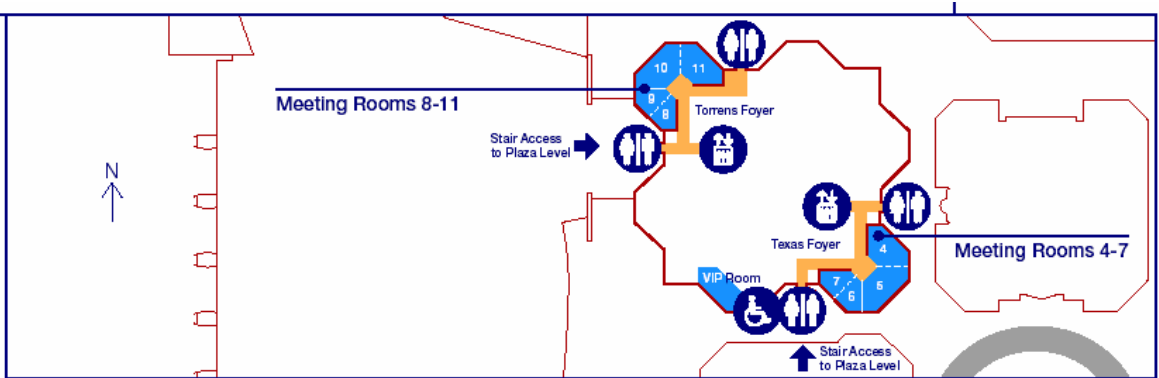 10
11
9
8
Meeting Rooms 8-11
Torrens Foyer
Stair Access
to Plaza Level
N
Texas Foyer
4
Meeting Rooms 4-7
VIP Room
7
6
5
Stair Access
to Plaza Level